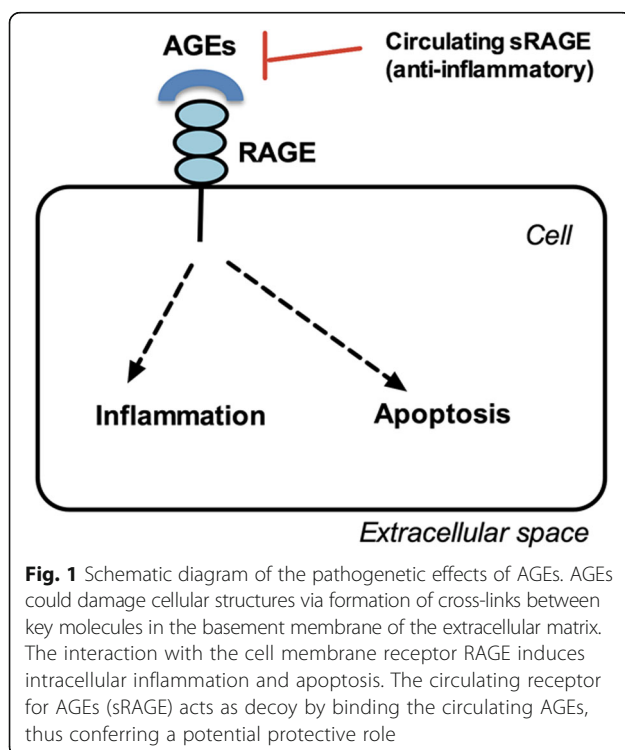 AGEs
Circulating sRAGE
(anti-inflammatory)
RAGE
Cell
Inflammation
Apoptosis
Extracellular space
Fig. 1 Schematic diagram of the pathogenetic effects of AGEs. AGEs
could damage cellular structures via formation of cross-links between
key molecules in the basement membrane of the extracellular matrix.
The interaction with the cell membrane receptor RAGE induces
intracellular inflammation and apoptosis. The circulating receptor
for AGEs (sRAGE) acts as decoy by binding the circulating AGEs,
thus conferring a potential protective role